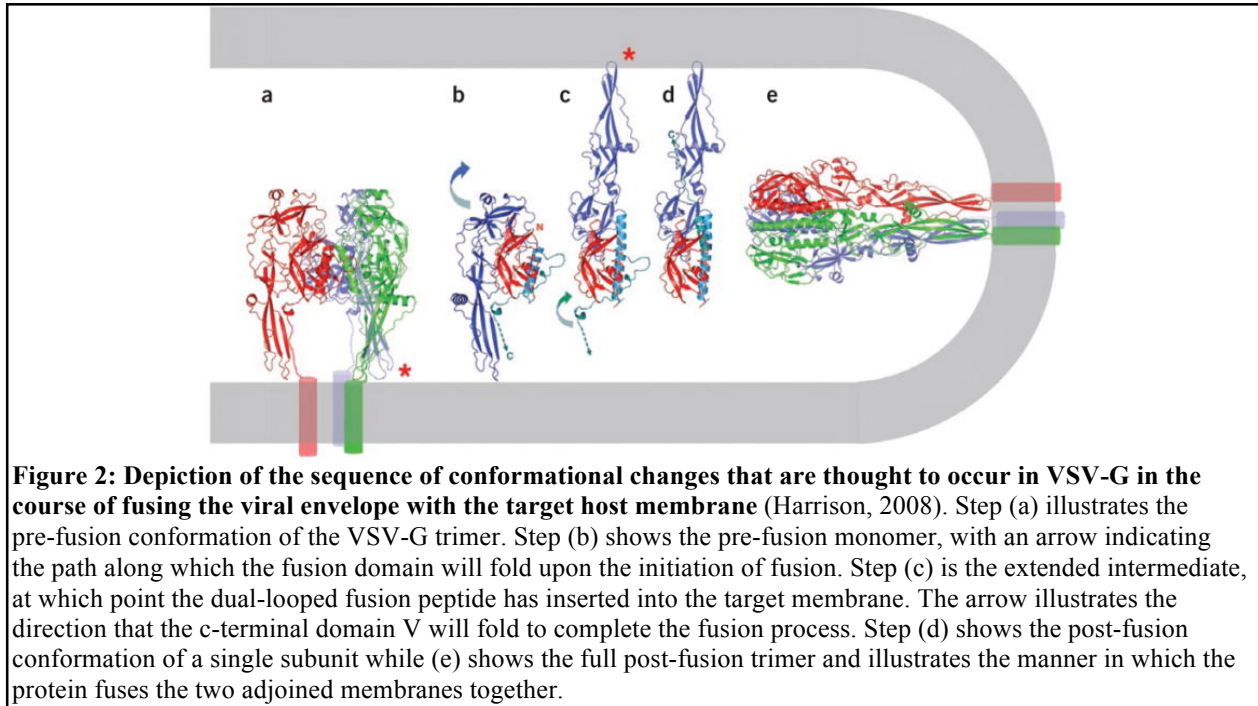 a
b
c
d
e
*
*
N
C
C
Figure 2: Depiction of the sequence of conformational changes that are thought to occur in VSV-G in the
course of fusing the viral envelope with the target host membrane (Harrison, 2008). Step (a) illustrates the
pre-fusion conformation of the VSV-G trimer. Step (b) shows the pre-fusion monomer, with an arrow indicating
the path along which the fusion domain will fold upon the initiation of fusion. Step (c) is the extended intermediate,
at which point the dual-looped fusion peptide has inserted into the target membrane. The arrow illustrates the
direction that the c-terminal domain V will fold to complete the fusion process. Step (d) shows the post-fusion
conformation of a single subunit while (e) shows the full post-fusion trimer and illustrates the manner in which the
protein fuses the two adjoined membranes together.